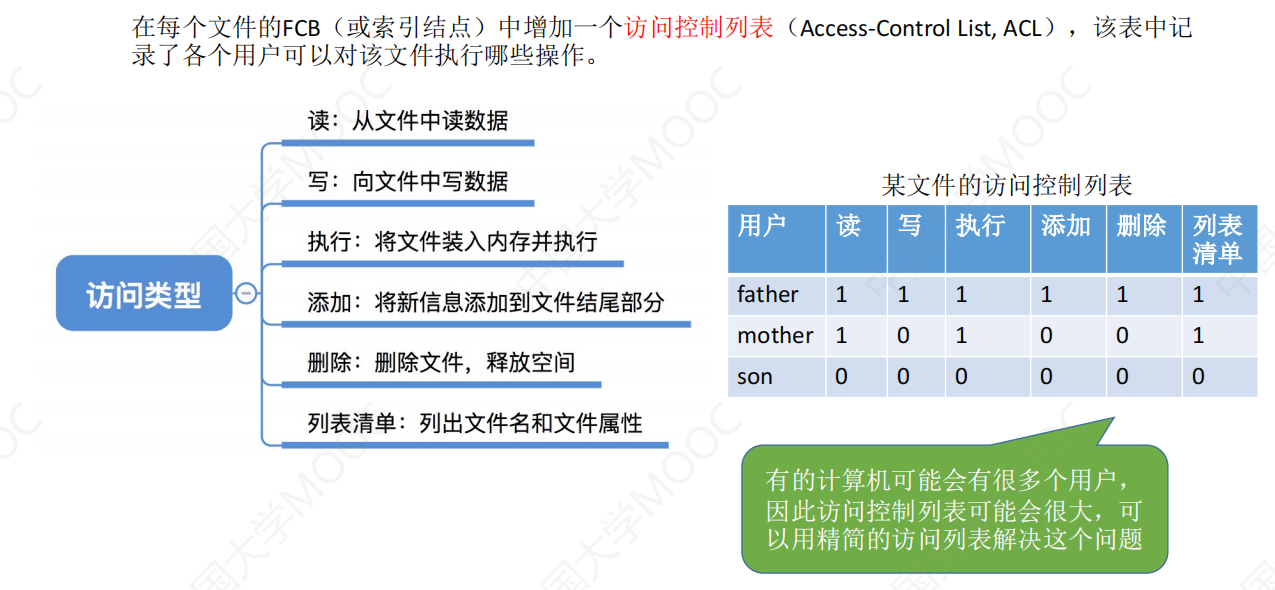 在每个文件的FCB（或索引结点）中增加一个访问控制列表（Access-Control List, ACL），该表中记
录了各个用户可以对该文件执行哪些操作。
访问类型
读：从文件中读数据
写：向文件中写数据
执行：将文件装入内存并执行
添加：将新信息添加到文件结尾部分
删除：删除文件，释放空间
列表清单：列出文件名和文件属性
某文件的访问控制列表
用户 读 写 执行 添加 删除 列表清单
father 1 1 1 1 1 1
mother 1 0 1 0 0 1
son 0 0 0 0 0 0
有的计算机可能会有很多个用户，
因此访问控制列表可能会很大，可
以用精简的访问列表解决这个问题
中国大学MOOC